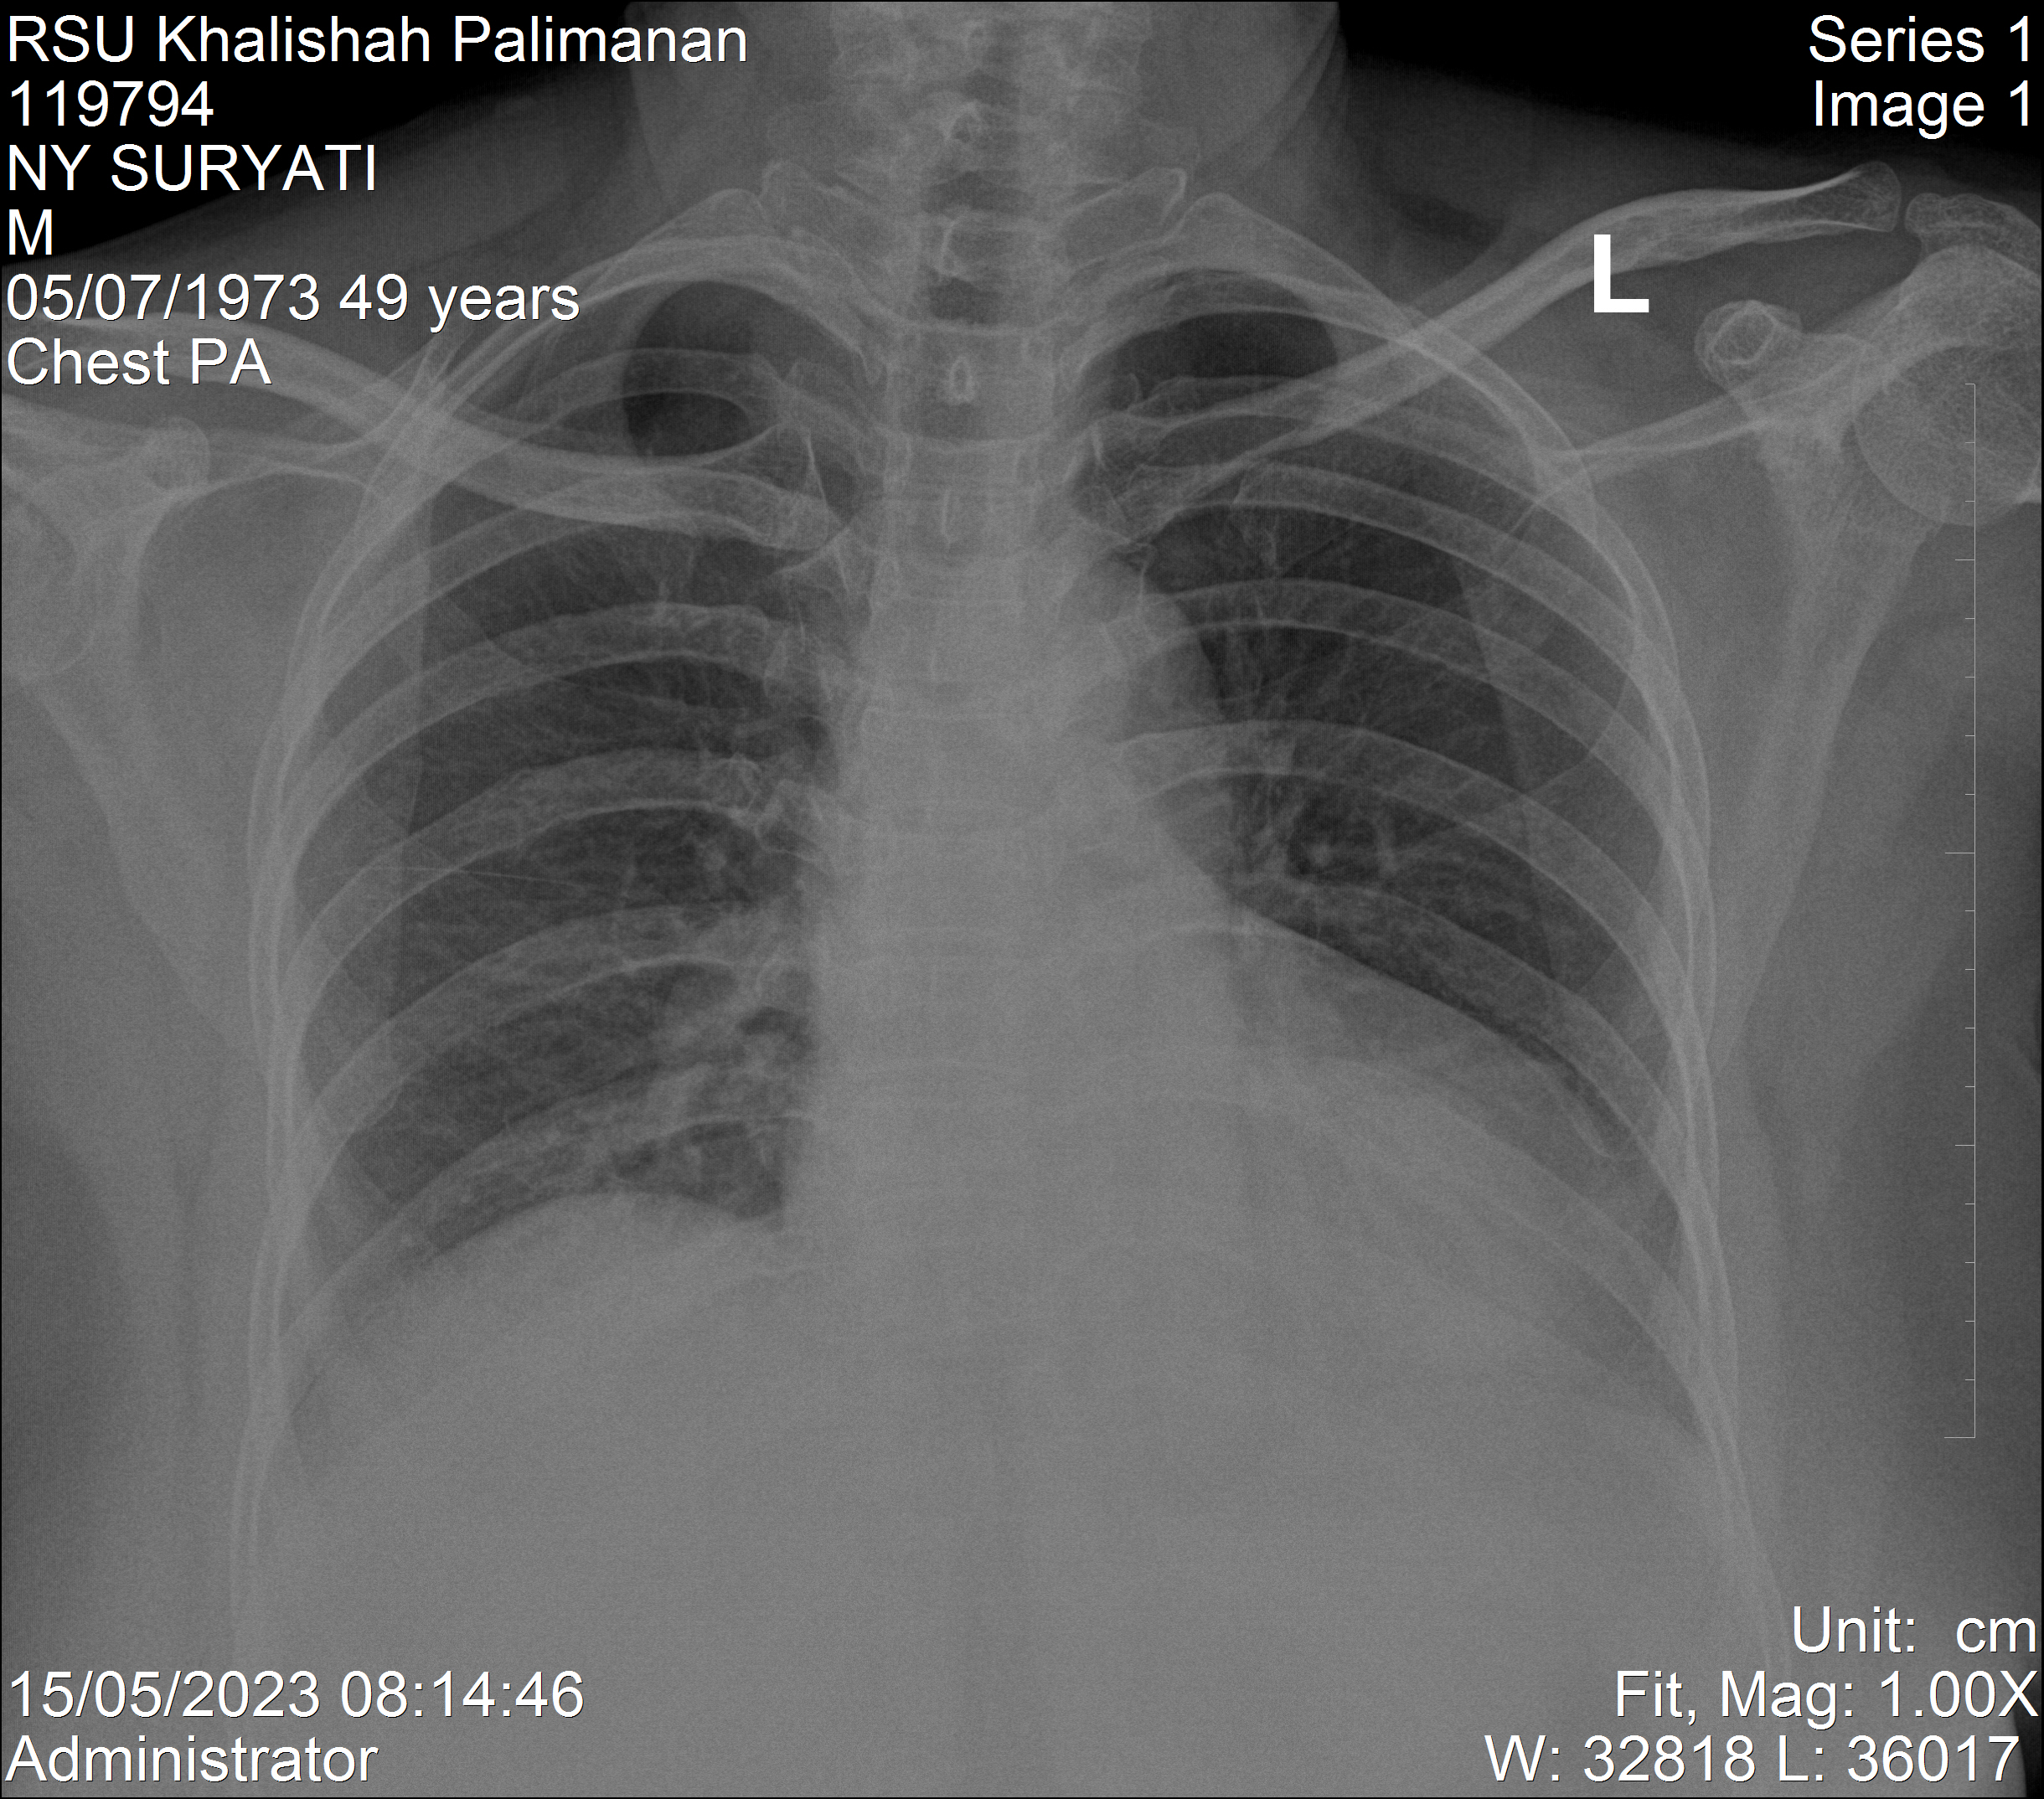 RSU Khalishah Palimanan
119794
NY SURYATI
M
05/07/1973 49 years
Chest PA
Series 1
Image 1
L
15/05/2023 08:14:46
Administrator
Unit: cm
Fit, Mag: 1.00X
W: 32818 L: 36017